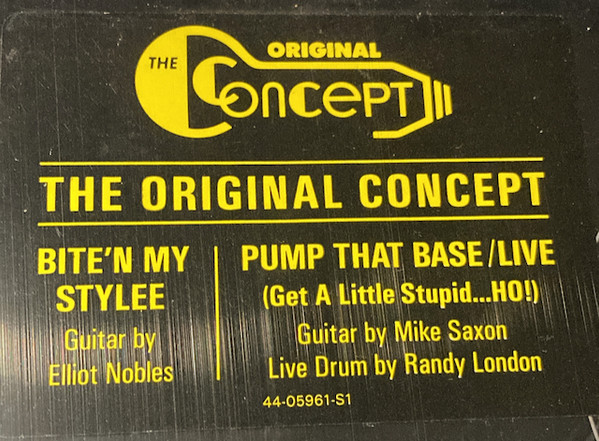 THE ORIGINAL
CONCEPT
THE ORIGINAL CONCEPT
BITE'N MY
STYLEE
Guitar by
Elliot Nobles
PUMP THAT BASE/LIVE
(Get A Little Stupid...HO!)
Guitar by Mike Saxon
Live Drum by Randy London
44-05961-S1